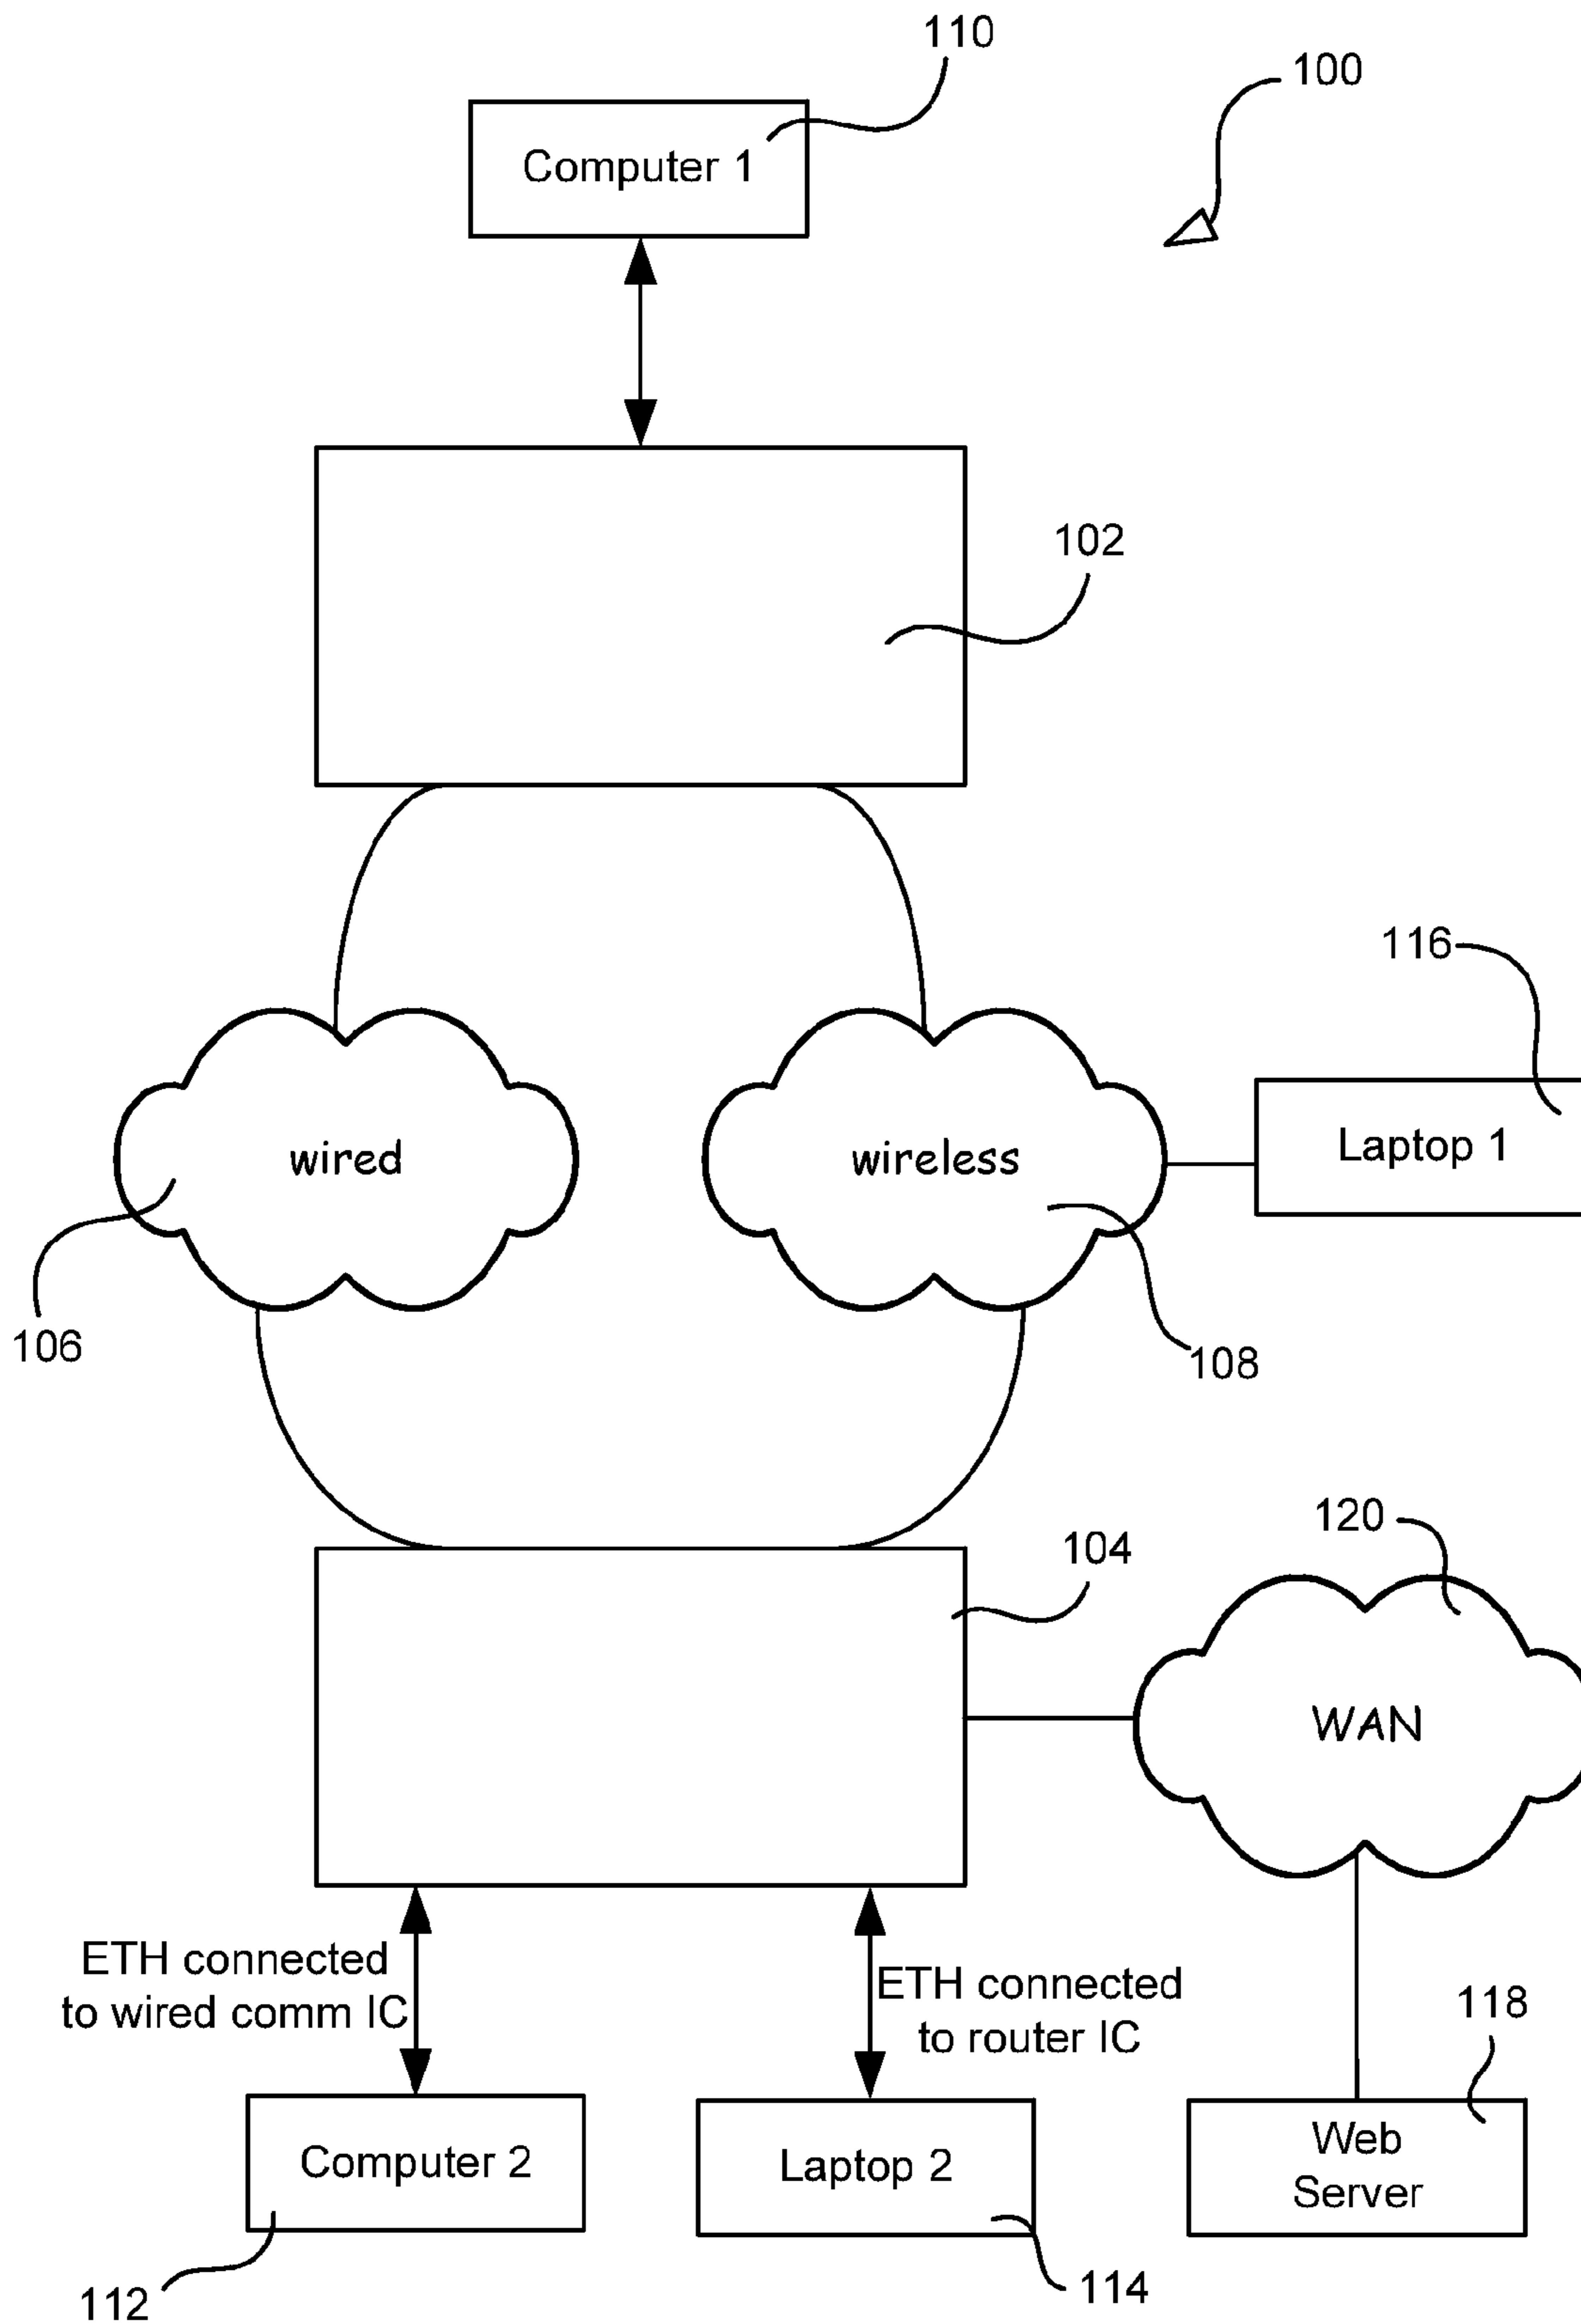 110
100
Computer 1
102
116
wired
wireless
Laptop 1
106
108
120
104
WAN
ETH connected
to wired comm IC
ETH connected
to router IC
118
Computer 2
Laptop 2
Web
Server
112
114